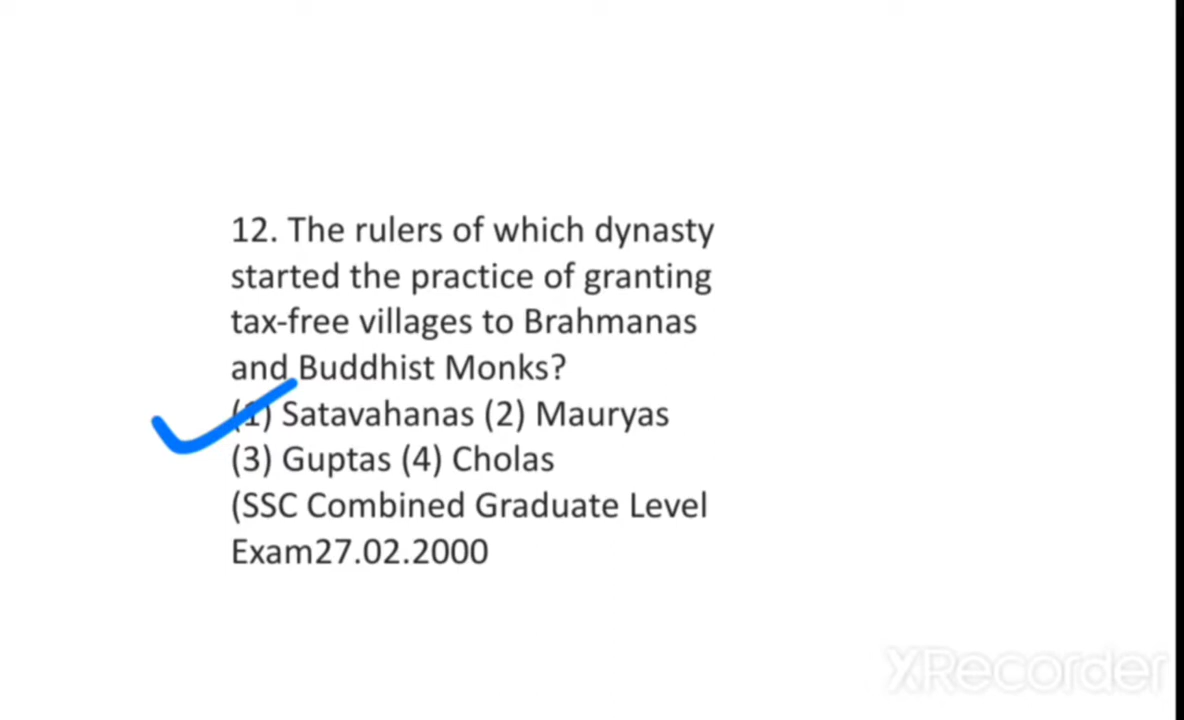 12. The rulers of which dynasty
started the practice of granting
tax-free villages to Brahmanas
and Buddhist Monks?
(1) Satavahanas (2) Mauryas
(3) Guptas (4) Cholas
(SSC Combined Graduate Level
Exam27.02.2000
XRecorder